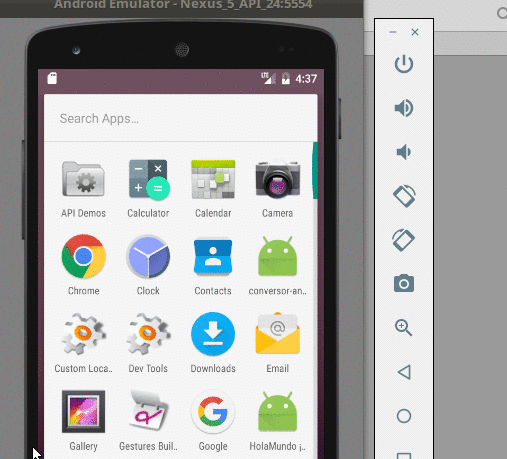 Android Emulator - Nexus_5_API_24:5554
LTE
4:37
Search Apps...
API Demos
Calculator
Calendar
Camera
Chrome
Clock
Contacts
conversor-an..
Custom Loca..
Dev Tools
Downloads
Email
Gallery
Gestures Buil..
Google
HolaMundo ¡..